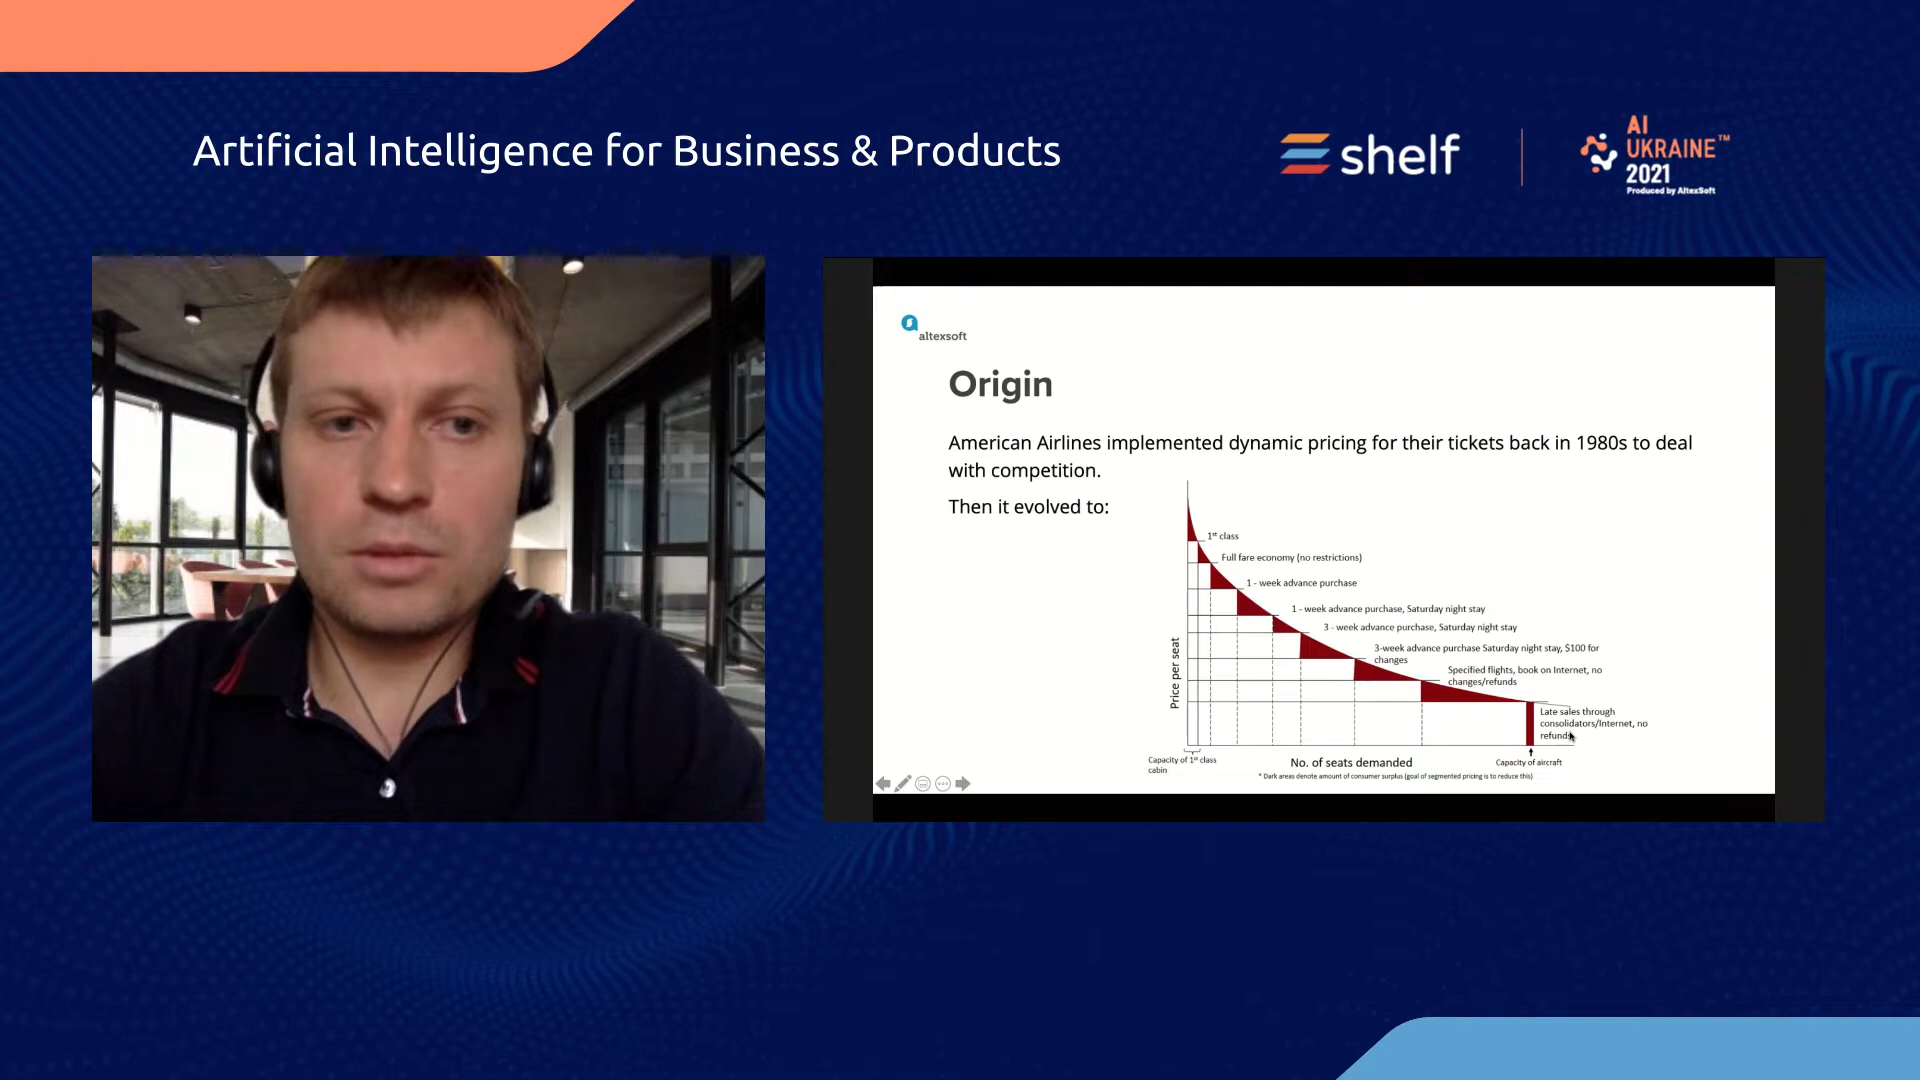 Artificial Intelligence for Business & Products
shelf
AI
UKRAINE™
2021
Produced by AltexSoft
altexsoft
Origin
American Airlines implemented dynamic pricing for their tickets back in 1980s to deal
with competition.
Then it evolved to:
1st class
Full fare economy (no restrictions)
1 - week advance purchase
1 - week advance purchase, Saturday night stay
3 - week advance purchase, Saturday night stay
3-week advance purchase Saturday night stay, $100 for
changes
Specified flights, book on Internet, no
changes/refunds
Late sales through
consolidators/Internet, no
refunds
Price per seat
Capacity of 1st class
cabin
No. of seats demanded
Capacity of aircraft
* Dark areas denote amount of consumer surplus (goal of segmented pricing is to reduce this)